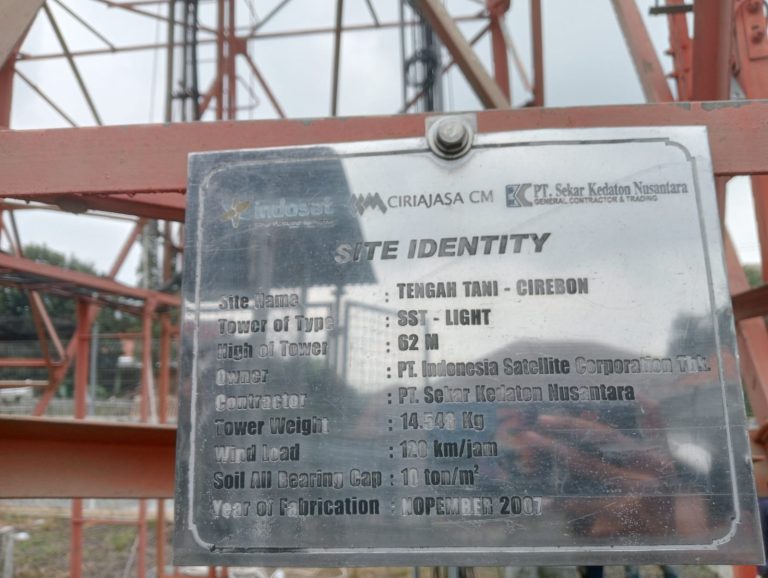 indosat CIRIAJASA CM PT. Sekar Kedaton Nusantara
GENERAL CONTRACTOR & TRADING
SITE IDENTITY
Site Name : TENGAH TANI - CIREBON
Tower of Type : SST - LIGHT
High of Tower : 62 M
Owner : PT. Indonesia Satellite Corporation Tbk.
Contractor : PT. Sekar Kedaton Nusantara
Tower Weight : 14.540 Kg
Wind Load : 120 km/jam
Soil All Bearing Cap : 10 ton/m²
Year of Fabrication : NOPEMBER 2007